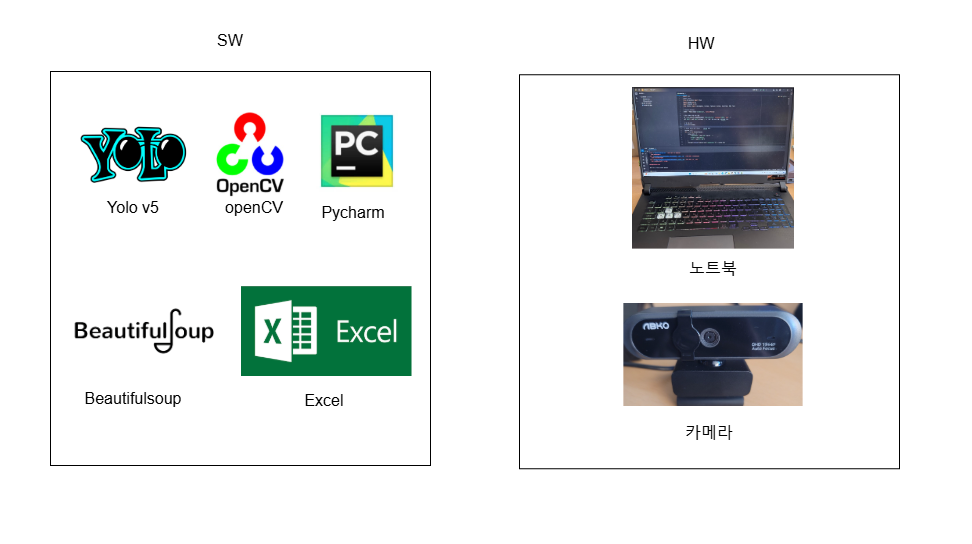 SW
HW
YOLO
OpenCV
PC
Yolo v5
openCV
Pycharm
BeautifulSoup
X
Excel
Beautifulsoup
Excel
노트북
ABKO
QHD 1944P
Auto Focus
카메라